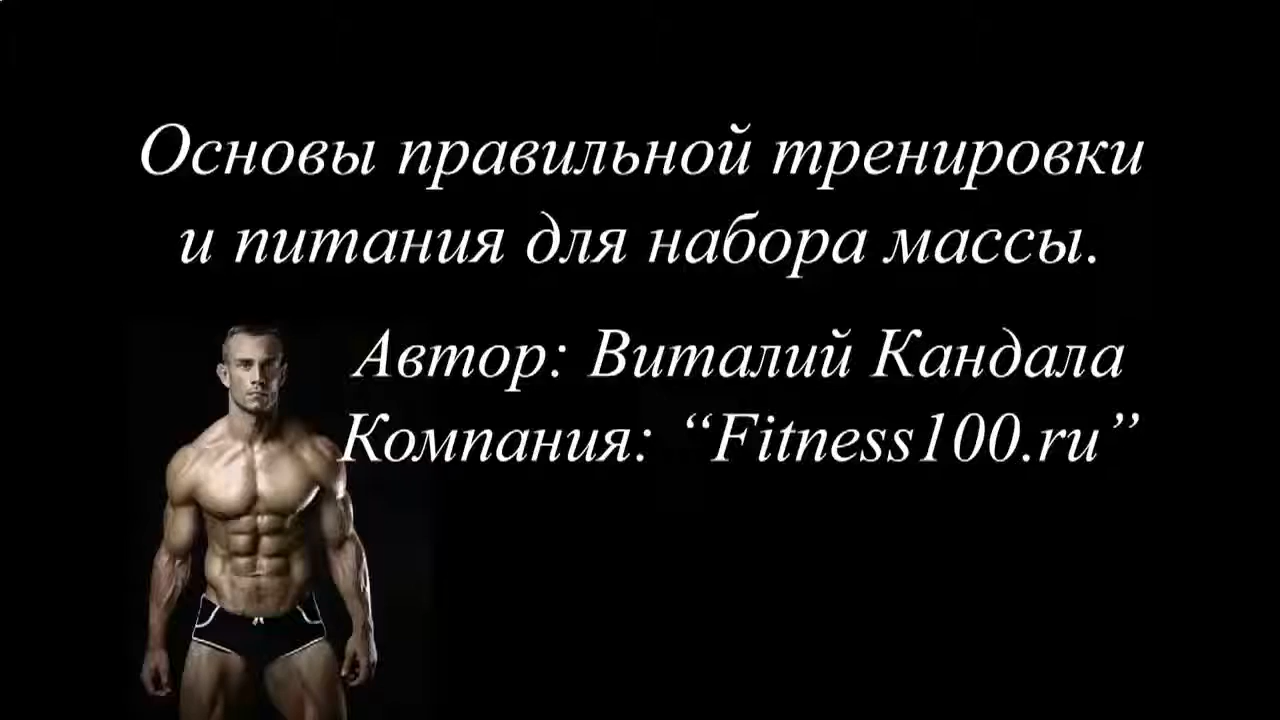 Основы правильной тренировки
и питания для набора массы.
Автор: Виталий Кандала
Компания: “Fitness100.ru”